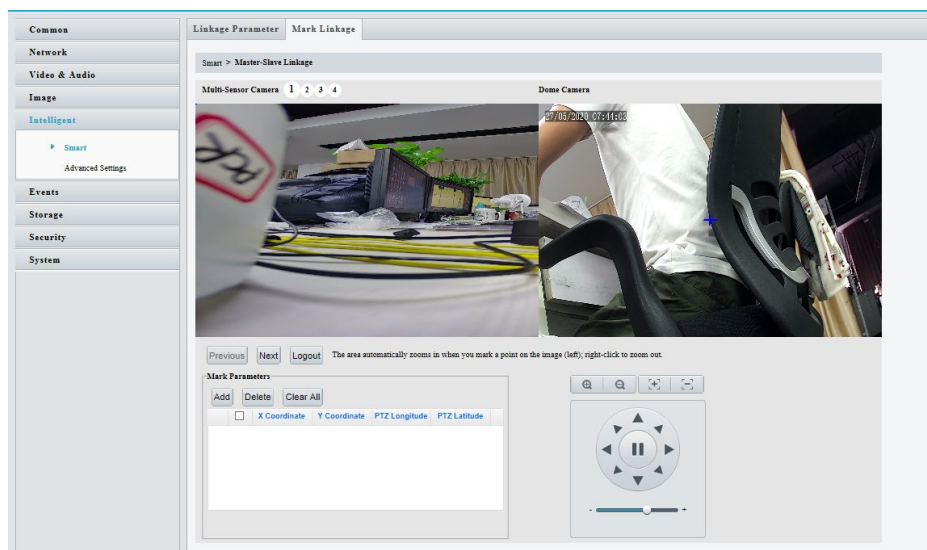 Common
Network
Video & Audio
Image
Intelligent
Smart
Advanced Settings
Events
Storage
Security
System
Linkage Parameter Mark Linkage
Smart > Master-Slave Linkage
Multi-Sensor Camera 1 2 3 4
Dome Camera
PCR
27/05/2020 07:44:03
Previous Next Logout The area automatically zooms in when you mark a point on the image (left); right-click to zoom out.
Mark Parameters
Add Delete Clear All
X Coordinate Y Coordinate PTZ Longitude PTZ Latitude
- +